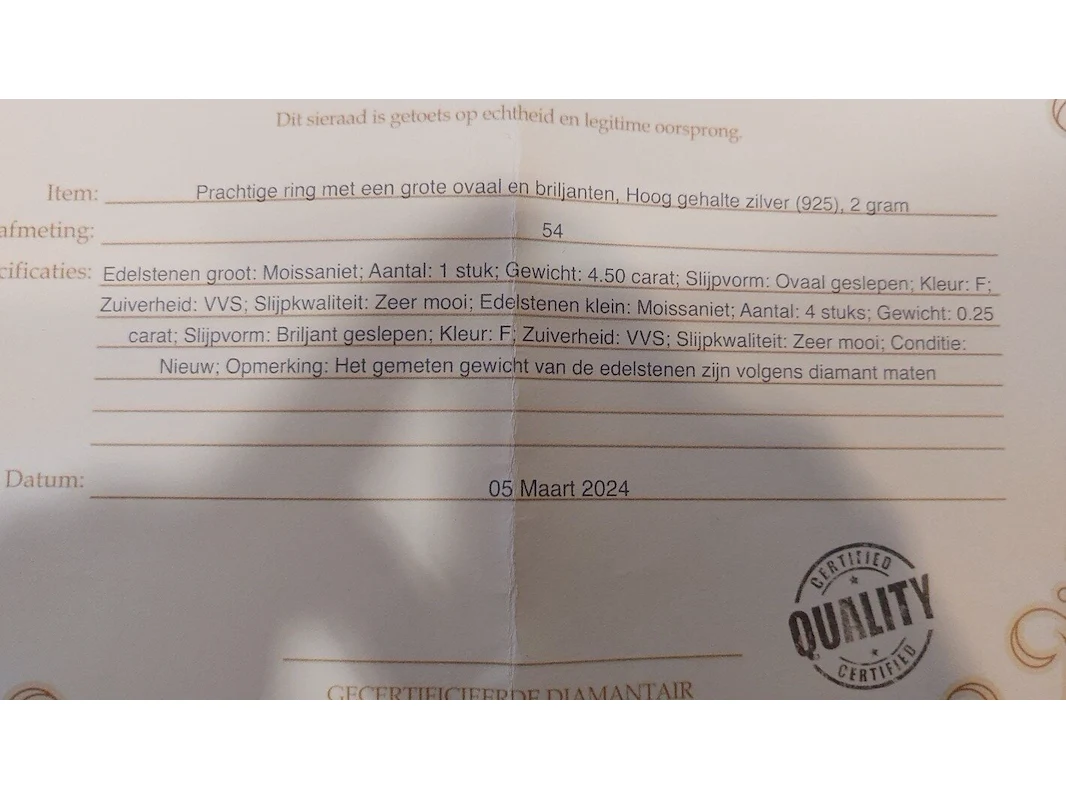 Dit sieraad is getoets op echtheid en legitime oorsprong.
Item: Prachtige ring met een grote ovaal en briljanten, Hoog gehalte zilver (925), 2 gram
afmeting: 54
cificaties: Edelstenen groot: Moissaniet; Aantal: 1 stuk; Gewicht: 4.50 carat; Slijpvorm: Ovaal geslepen; Kleur: F;
Zuiverheid: VVS; Slijpkwaliteit: Zeer mooi; Edelstenen klein: Moissaniet; Aantal: 4 stuks; Gewicht: 0.25
carat; Slijpvorm: Briljant geslepen; Kleur: F; Zuiverheid: VVS; Slijpkwaliteit: Zeer mooi; Conditie:
Nieuw; Opmerking: Het gemeten gewicht van de edelstenen zijn volgens diamant maten
Datum: 05 Maart 2024
CERTIFIED
QUALITY
CERTIFIED
GECERTIFICIEERDE DIAMANTAIR